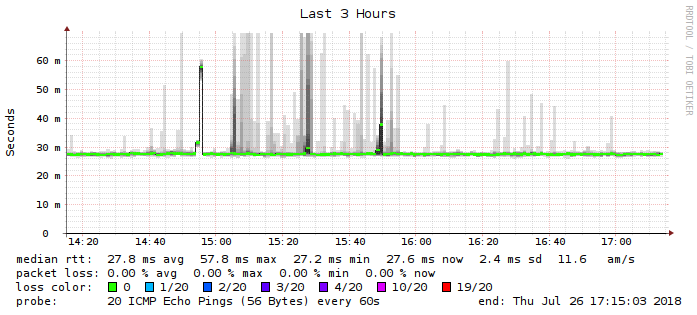 Last 3 Hours
RRDTOOL / TOBI OETIKER
Seconds
60 m
50 m
40 m
30 m
20 m
10 m
0
14:20 14:40 15:00 15:20 15:40 16:00 16:20 16:40 17:00
median rtt: 27.8 ms avg 57.8 ms max 27.2 ms min 27.6 ms now 2.4 ms sd 11.6 am/s
packet loss: 0.00 % avg 0.00 % max 0.00 % min 0.00 % now
loss color: 0 1/20 2/20 3/20 4/20 10/20 19/20
probe: 20 ICMP Echo Pings (56 Bytes) every 60s end: Thu Jul 26 17:15:03 2018